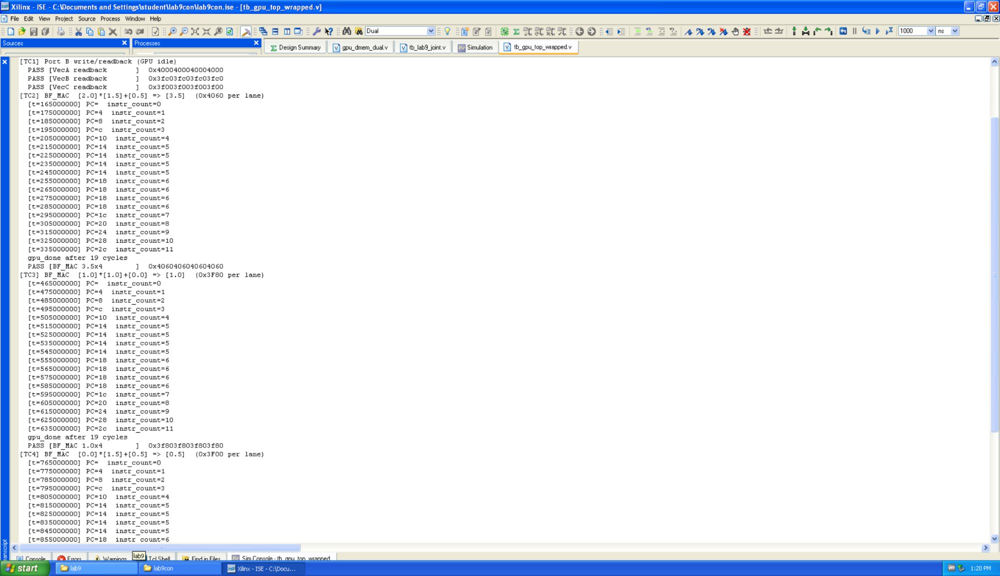 Xilinx - ISE - C:\Documents and Settings\student\lab9con\lab9con.ise - [tb_gpu_top_wrapped.v]
File Edit View Project Source Process Window Help
Dual 1000 ns
Sources Processes
Design Summary gpu_dmem_dual.v tb_lab9_joint.v Simulation tb_gpu_top_wrapped.v
[TC1] Port B write/readback (GPU idle)
PASS [VecA readback ] 0x4000400040004000
PASS [VecB readback ] 0x3fc03fc03fc03fc0
PASS [VecC readback ] 0x3f003f003f003f00
[TC2] BF_MAC [2.0]*[1.5]+[0.5] => [3.5] (0x4060 per lane)
[t=165000000] PC= instr_count=0
[t=175000000] PC=4 instr_count=1
[t=185000000] PC=8 instr_count=2
[t=195000000] PC=c instr_count=3
[t=205000000] PC=10 instr_count=4
[t=215000000] PC=14 instr_count=5
[t=225000000] PC=14 instr_count=5
[t=235000000] PC=14 instr_count=5
[t=245000000] PC=14 instr_count=5
[t=255000000] PC=18 instr_count=6
[t=265000000] PC=18 instr_count=6
[t=275000000] PC=18 instr_count=6
[t=285000000] PC=18 instr_count=6
[t=295000000] PC=1c instr_count=7
[t=305000000] PC=20 instr_count=8
[t=315000000] PC=24 instr_count=9
[t=325000000] PC=28 instr_count=10
[t=335000000] PC=2c instr_count=11
gpu_done after 19 cycles
PASS [BF_MAC 3.5x4 ] 0x4060406040604060
[TC3] BF_MAC [1.0]*[1.0]+[0.0] => [1.0] (0x3F80 per lane)
[t=465000000] PC= instr_count=0
[t=475000000] PC=4 instr_count=1
[t=485000000] PC=8 instr_count=2
[t=495000000] PC=c instr_count=3
[t=505000000] PC=10 instr_count=4
[t=515000000] PC=14 instr_count=5
[t=525000000] PC=14 instr_count=5
[t=535000000] PC=14 instr_count=5
[t=545000000] PC=14 instr_count=5
[t=555000000] PC=18 instr_count=6
[t=565000000] PC=18 instr_count=6
[t=575000000] PC=18 instr_count=6
[t=585000000] PC=18 instr_count=6
[t=595000000] PC=1c instr_count=7
[t=605000000] PC=20 instr_count=8
[t=615000000] PC=24 instr_count=9
[t=625000000] PC=28 instr_count=10
[t=635000000] PC=2c instr_count=11
gpu_done after 19 cycles
PASS [BF_MAC 1.0x4 ] 0x3f803f803f803f80
[TC4] BF_MAC [0.0]*[1.5]+[0.5] => [0.5] (0x3F00 per lane)
[t=765000000] PC= instr_count=0
[t=775000000] PC=4 instr_count=1
[t=785000000] PC=8 instr_count=2
[t=795000000] PC=c instr_count=3
[t=805000000] PC=10 instr_count=4
[t=815000000] PC=14 instr_count=5
[t=825000000] PC=14 instr_count=5
[t=835000000] PC=14 instr_count=5
[t=845000000] PC=14 instr_count=5
[t=855000000] PC=18 instr_count=6
Console Errors Warnings lab9 Tcl Shell Find in Files Sim Console - tb_gpu_top_wrapped
start lab9 lab9con Xilinx - ISE - C:\Docu... 1:20 PM